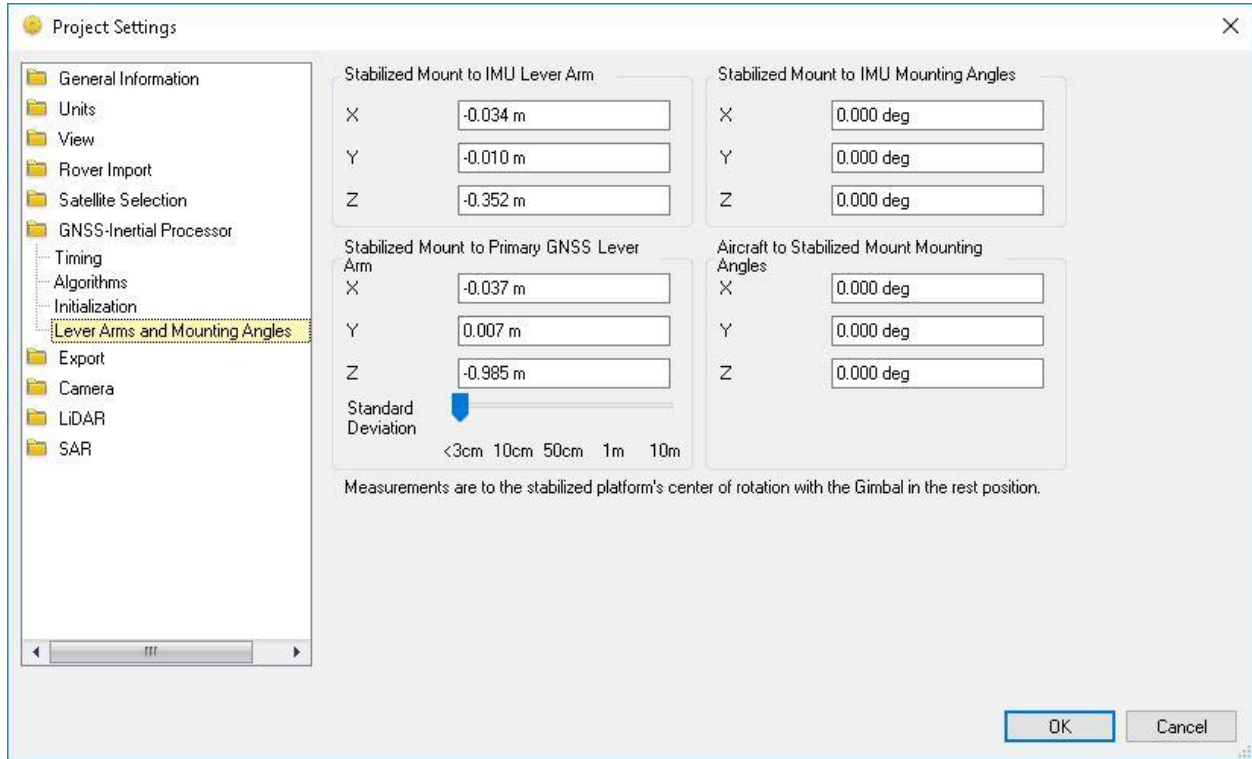 Project Settings
General Information
Units
View
Rover Import
Satellite Selection
GNSS-Inertial Processor
Timing
Algorithms
Initialization
Lever Arms and Mounting Angles
Export
Camera
LiDAR
SAR
Stabilized Mount to IMU Lever Arm
X -0.034 m
Y -0.010 m
Z -0.352 m
Stabilized Mount to IMU Mounting Angles
X 0.000 deg
Y 0.000 deg
Z 0.000 deg
Stabilized Mount to Primary GNSS Lever
Arm
X -0.037 m
Y 0.007 m
Z -0.985 m
Standard
Deviation
<3cm 10cm 50cm 1m 10m
Aircraft to Stabilized Mount Mounting
Angles
X 0.000 deg
Y 0.000 deg
Z 0.000 deg
Measurements are to the stabilized platform's center of rotation with the Gimbal in the rest position.
OK Cancel